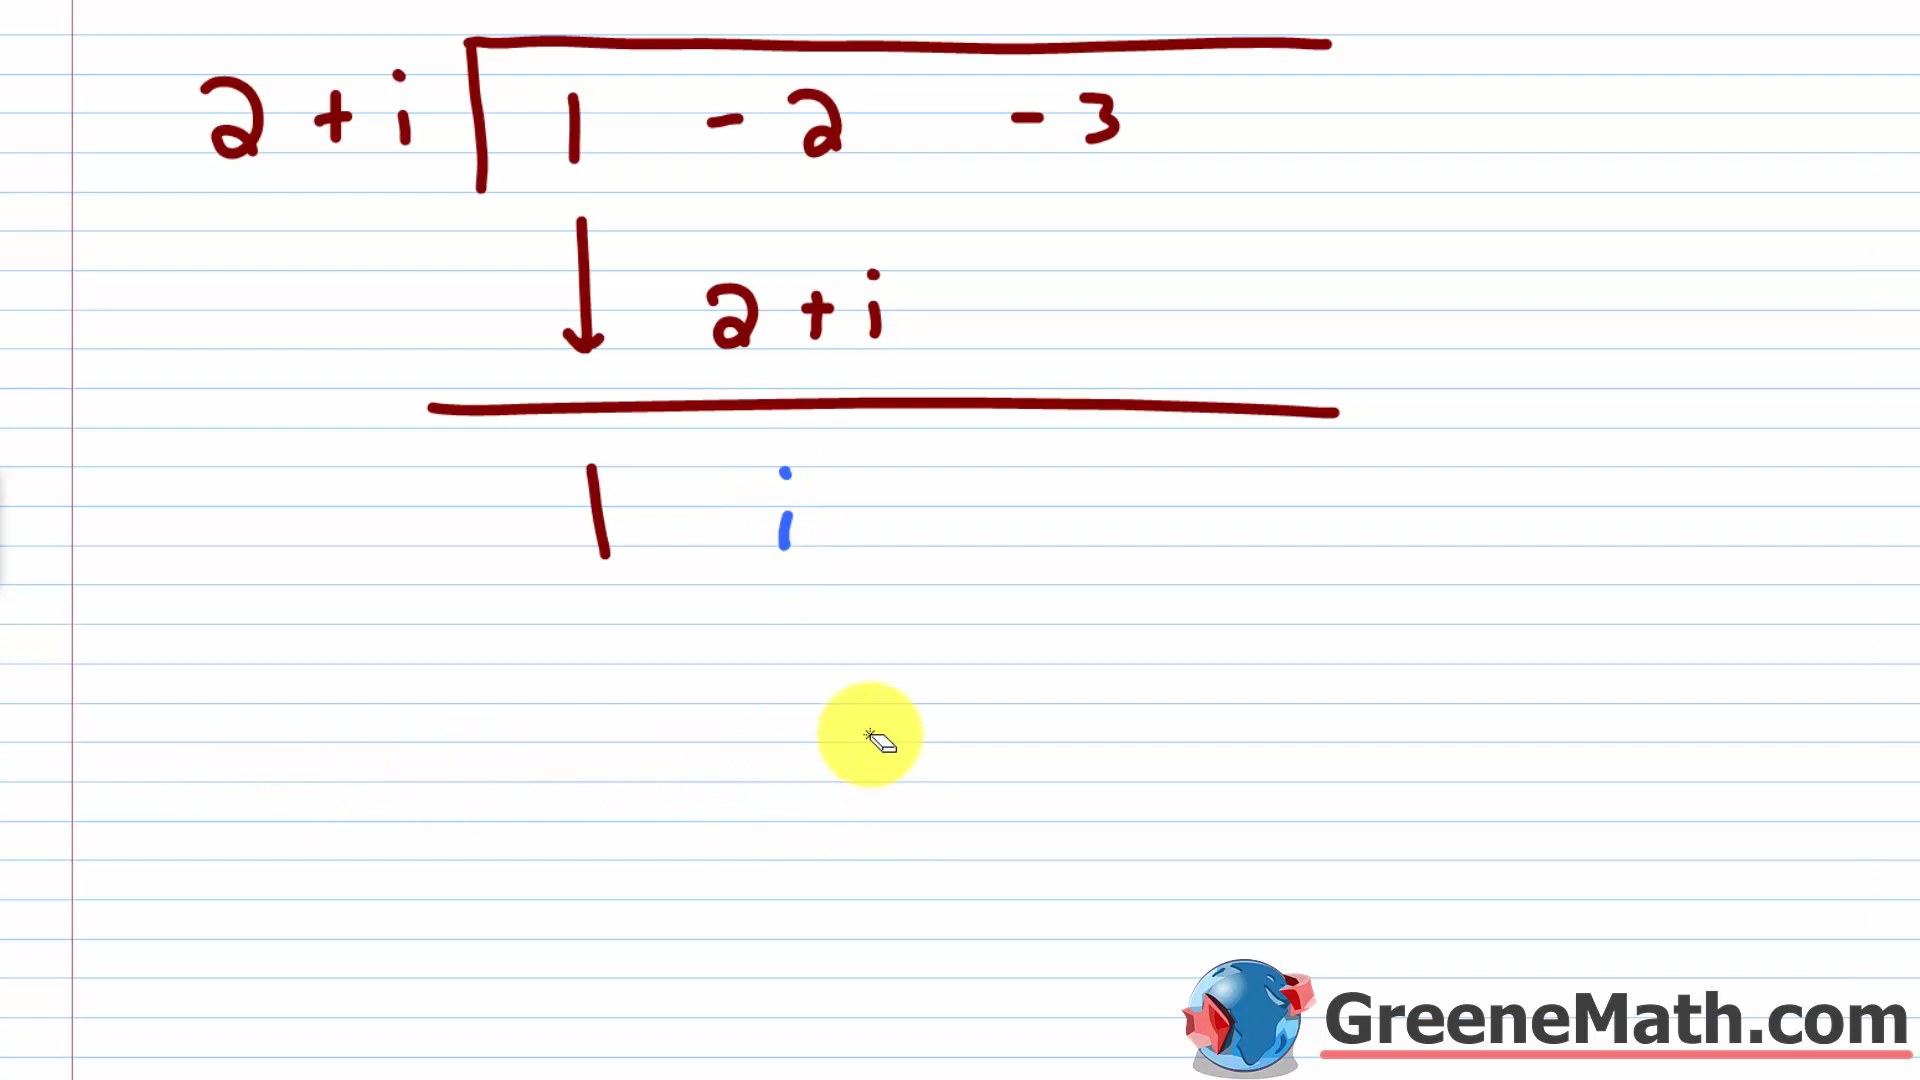 2 + i 1 - 2 - 3
2 + i
1 i
GreeneMath.com